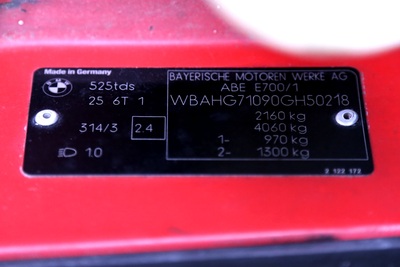 Made in Germany
BMW
525tds
25 6T 1
314/3 2.4
10
BAYERISCHE MOTOREN WERKE AG
ABE E700/1
WBAHG71090GH50218
2160 kg
4060 kg
1- 970 kg
2- 1300 kg
2 122 172